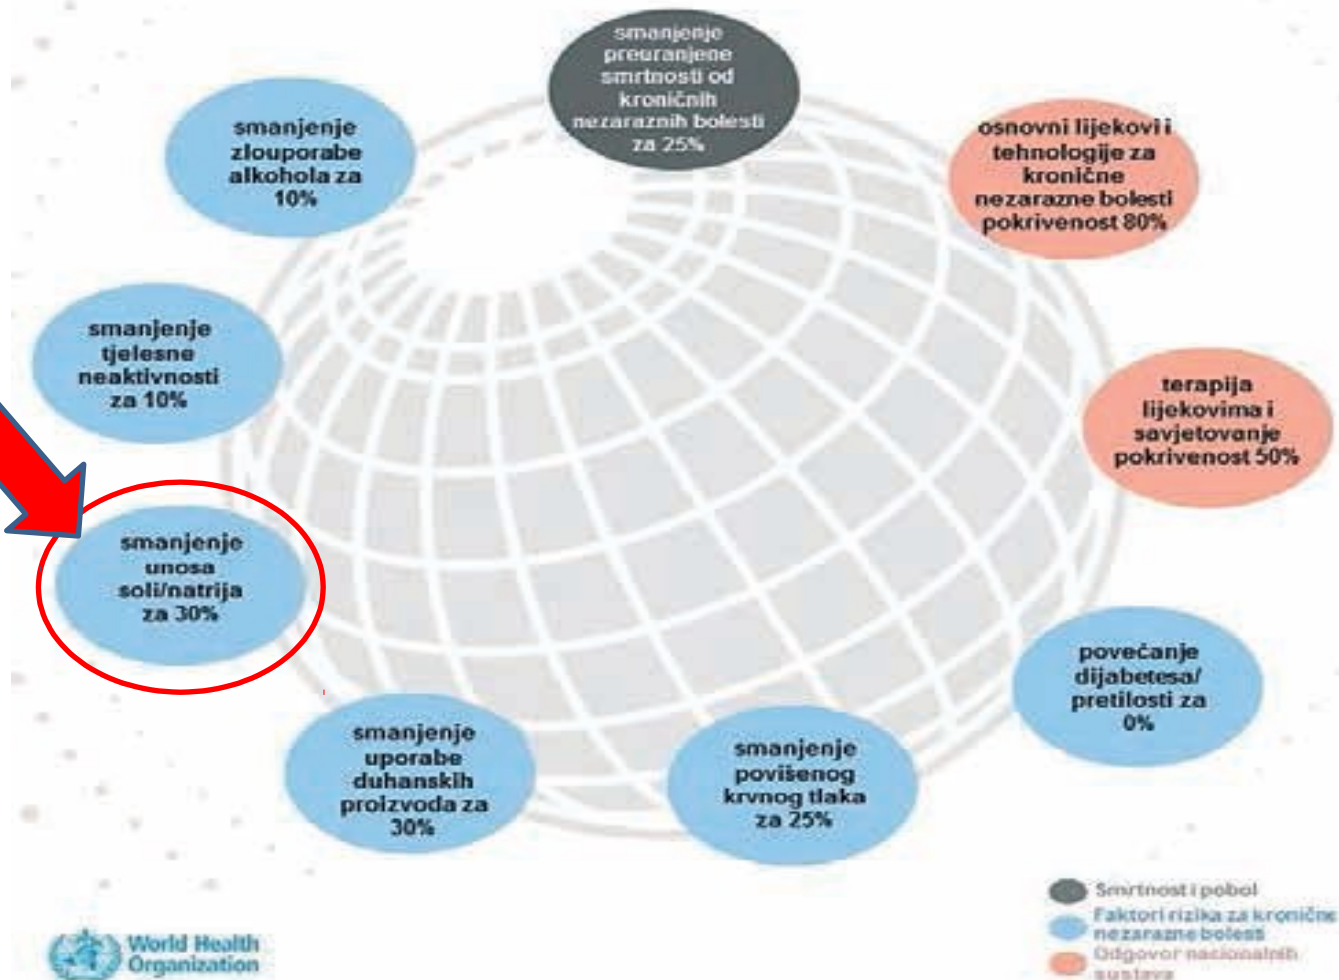 smanjenje
preuranjene
smrtnosti od
kroničnih
nezaraznih bolesti
za 25%
smanjenje
zlouporabe
alkohola za
10%
osnovni lijekovi i
tehnologije za
kronične
nezarazne bolesti
pokrivenost 80%
smanjenje
tjelesne
neaktivnosti
za 10%
terapija
lijekovima i
savjetovanje
pokrivenost 50%
smanjenje
unosa
soli/natrija
za 30%
povećanje
dijabetesa/
pretilosti za
0%
smanjenje
uporabe
duhanskih
proizvoda za
30%
smanjenje
povišenog
krvnog tlaka
za 25%
Smrtnost i pobol
Faktori rizika za kronične
nezarazne bolesti
Odgovor nacionalnih
sustava
World Health
Organization